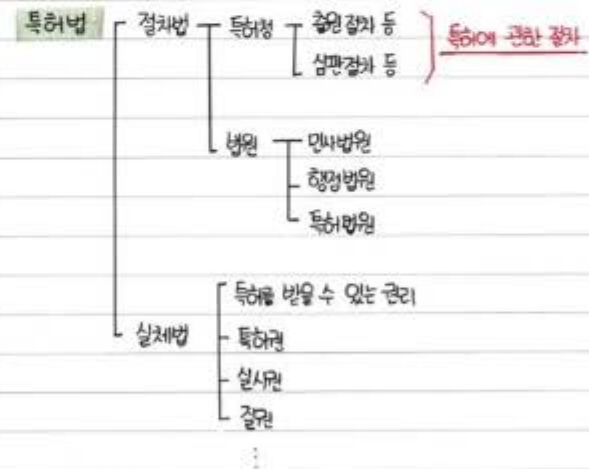 특허법 절차법 특허청 출원절차 등
심판절차 등
특허에 관한 절차
법원 민사법원
행정법원
특허법원
특허를 받을 수 있는 권리
실체법 특허권
실시권
질권
⋮